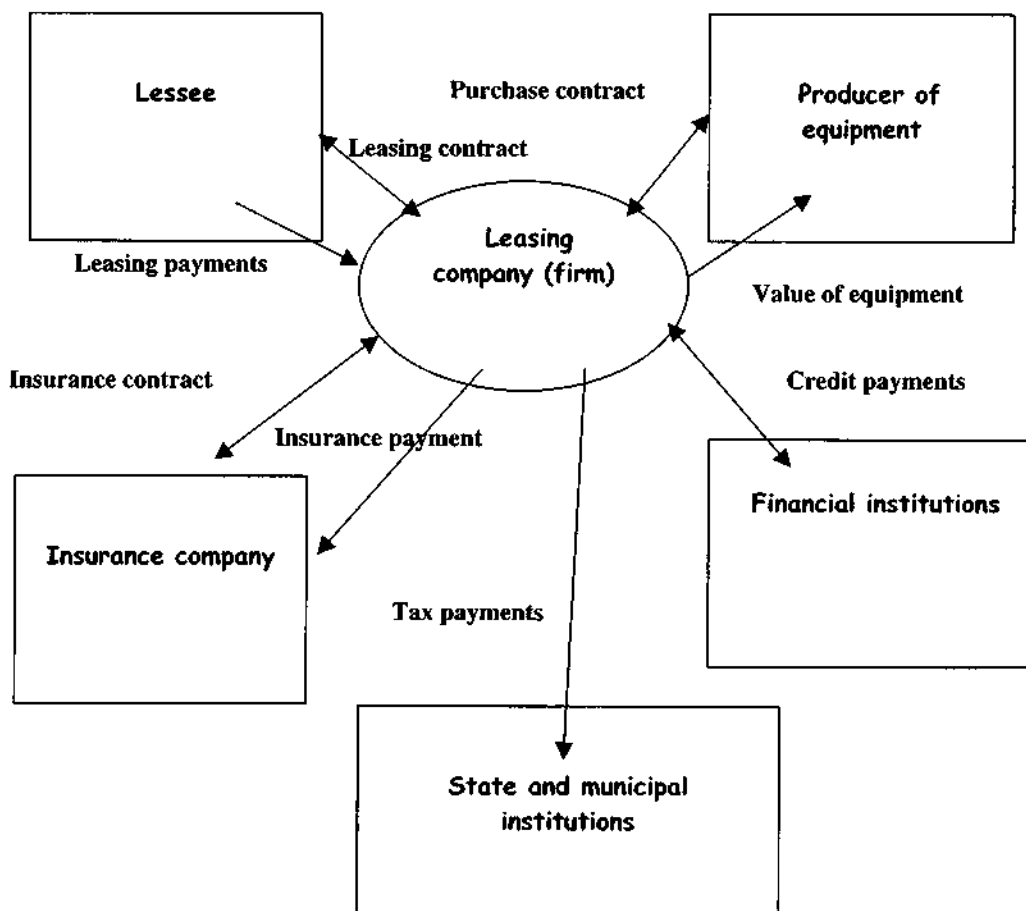 Lessee
Purchase contract
Producer of
equipment
Leasing contract
Leasing
company (firm)
Leasing payments
Value of equipment
Insurance contract
Credit payments
Insurance payment
Financial institutions
Insurance company
Tax payments
State and municipal
institutions